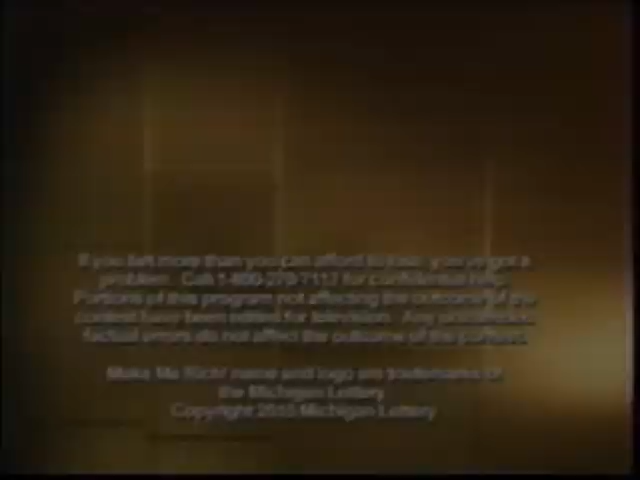 If you bet more than you can afford to lose, you've got a
problem. Call 1-800-270-7117 for confidential help.
Portions of this program not affecting the outcome of the
contest have been edited for television. Any
factual errors do not affect the outcome of the
Make Me Rich! name and logo are trademarks of
the Michigan Lottery
Copyright 2010 Michigan Lottery